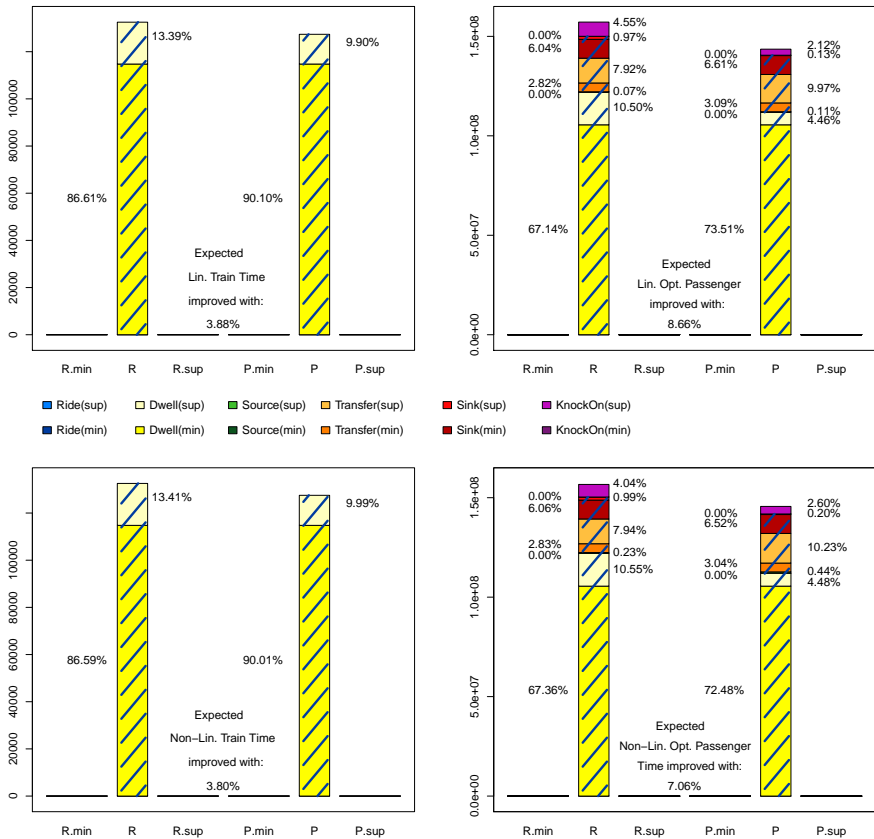 13.39%
9.90%
86.61%
90.10%
Expected
Lin. Train Time
improved with:
3.88%
0
20000
40000
60000
80000
100000
R.min R R.sup P.min P P.sup
0.00%
6.04%
2.82%
0.00%
67.14%
4.55%
0.97%
7.92%
0.07%
10.50%
0.00%
6.61%
3.09%
0.00%
73.51%
2.12%
0.13%
9.97%
0.11%
4.46%
Expected
Lin. Opt. Passenger
improved with:
8.66%
0.0e+00
5.0e+07
1.0e+08
1.5e+08
R.min R R.sup P.min P P.sup
Ride(sup) Dwell(sup) Source(sup) Transfer(sup) Sink(sup) KnockOn(sup)
Ride(min) Dwell(min) Source(min) Transfer(min) Sink(min) KnockOn(min)
13.41%
9.99%
86.59%
90.01%
Expected
Non−Lin. Train Time
improved with:
3.80%
0
20000
40000
60000
80000
100000
R.min R R.sup P.min P P.sup
0.00%
6.06%
2.83%
0.00%
67.36%
4.04%
0.99%
7.94%
0.23%
10.55%
0.00%
6.52%
3.04%
0.00%
72.48%
2.60%
0.20%
10.23%
0.44%
4.48%
Expected
Non−Lin. Opt. Passenger
Time improved with:
7.06%
0.0e+00
5.0e+07
1.0e+08
1.5e+08
R.min R R.sup P.min P P.sup